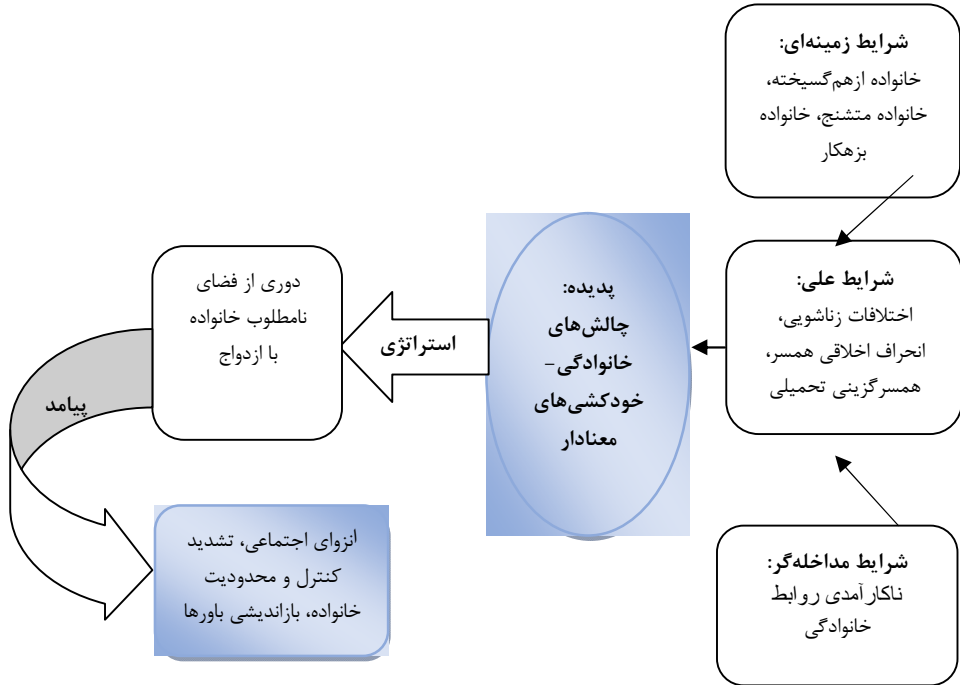 شرایط زمینه‌ای:
خانواده ازهم‌گسیخته،
خانواده متشنج، خانواده
بزهکار
شرایط علی:
اختلافات زناشویی،
انحراف اخلاقی همسر،
همسرگزینی تحمیلی
شرایط مداخله‌گر:
ناکارآمدی روابط
خانوادگی
پدیده:
چالش‌های
خانوادگی-
خودکشی‌های
معنادار
استراتژی
دوری از فضای
نامطلوب خانواده
با ازدواج
پیامد
انزوای اجتماعی، تشدید
کنترل و محدودیت
خانواده، بازاندیشی باورها